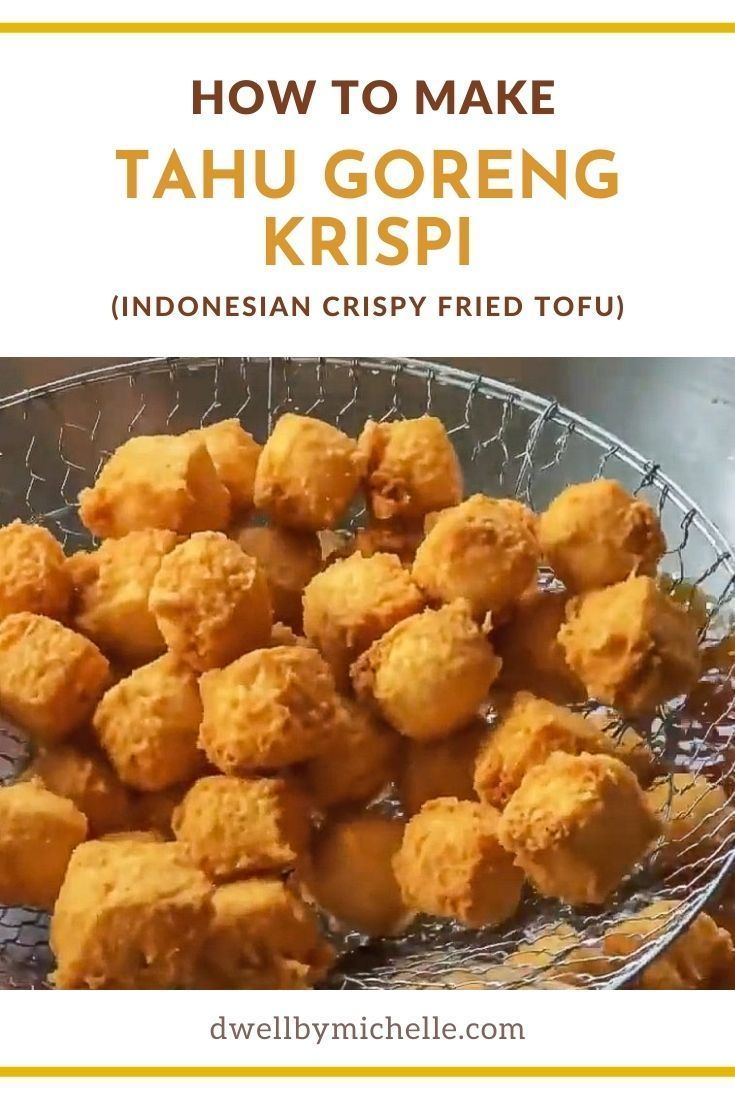 HOW TO MAKE
TAHU GORENG
KRISPI
(INDONESIAN CRISPY FRIED TOFU)
dwellbymichelle.com